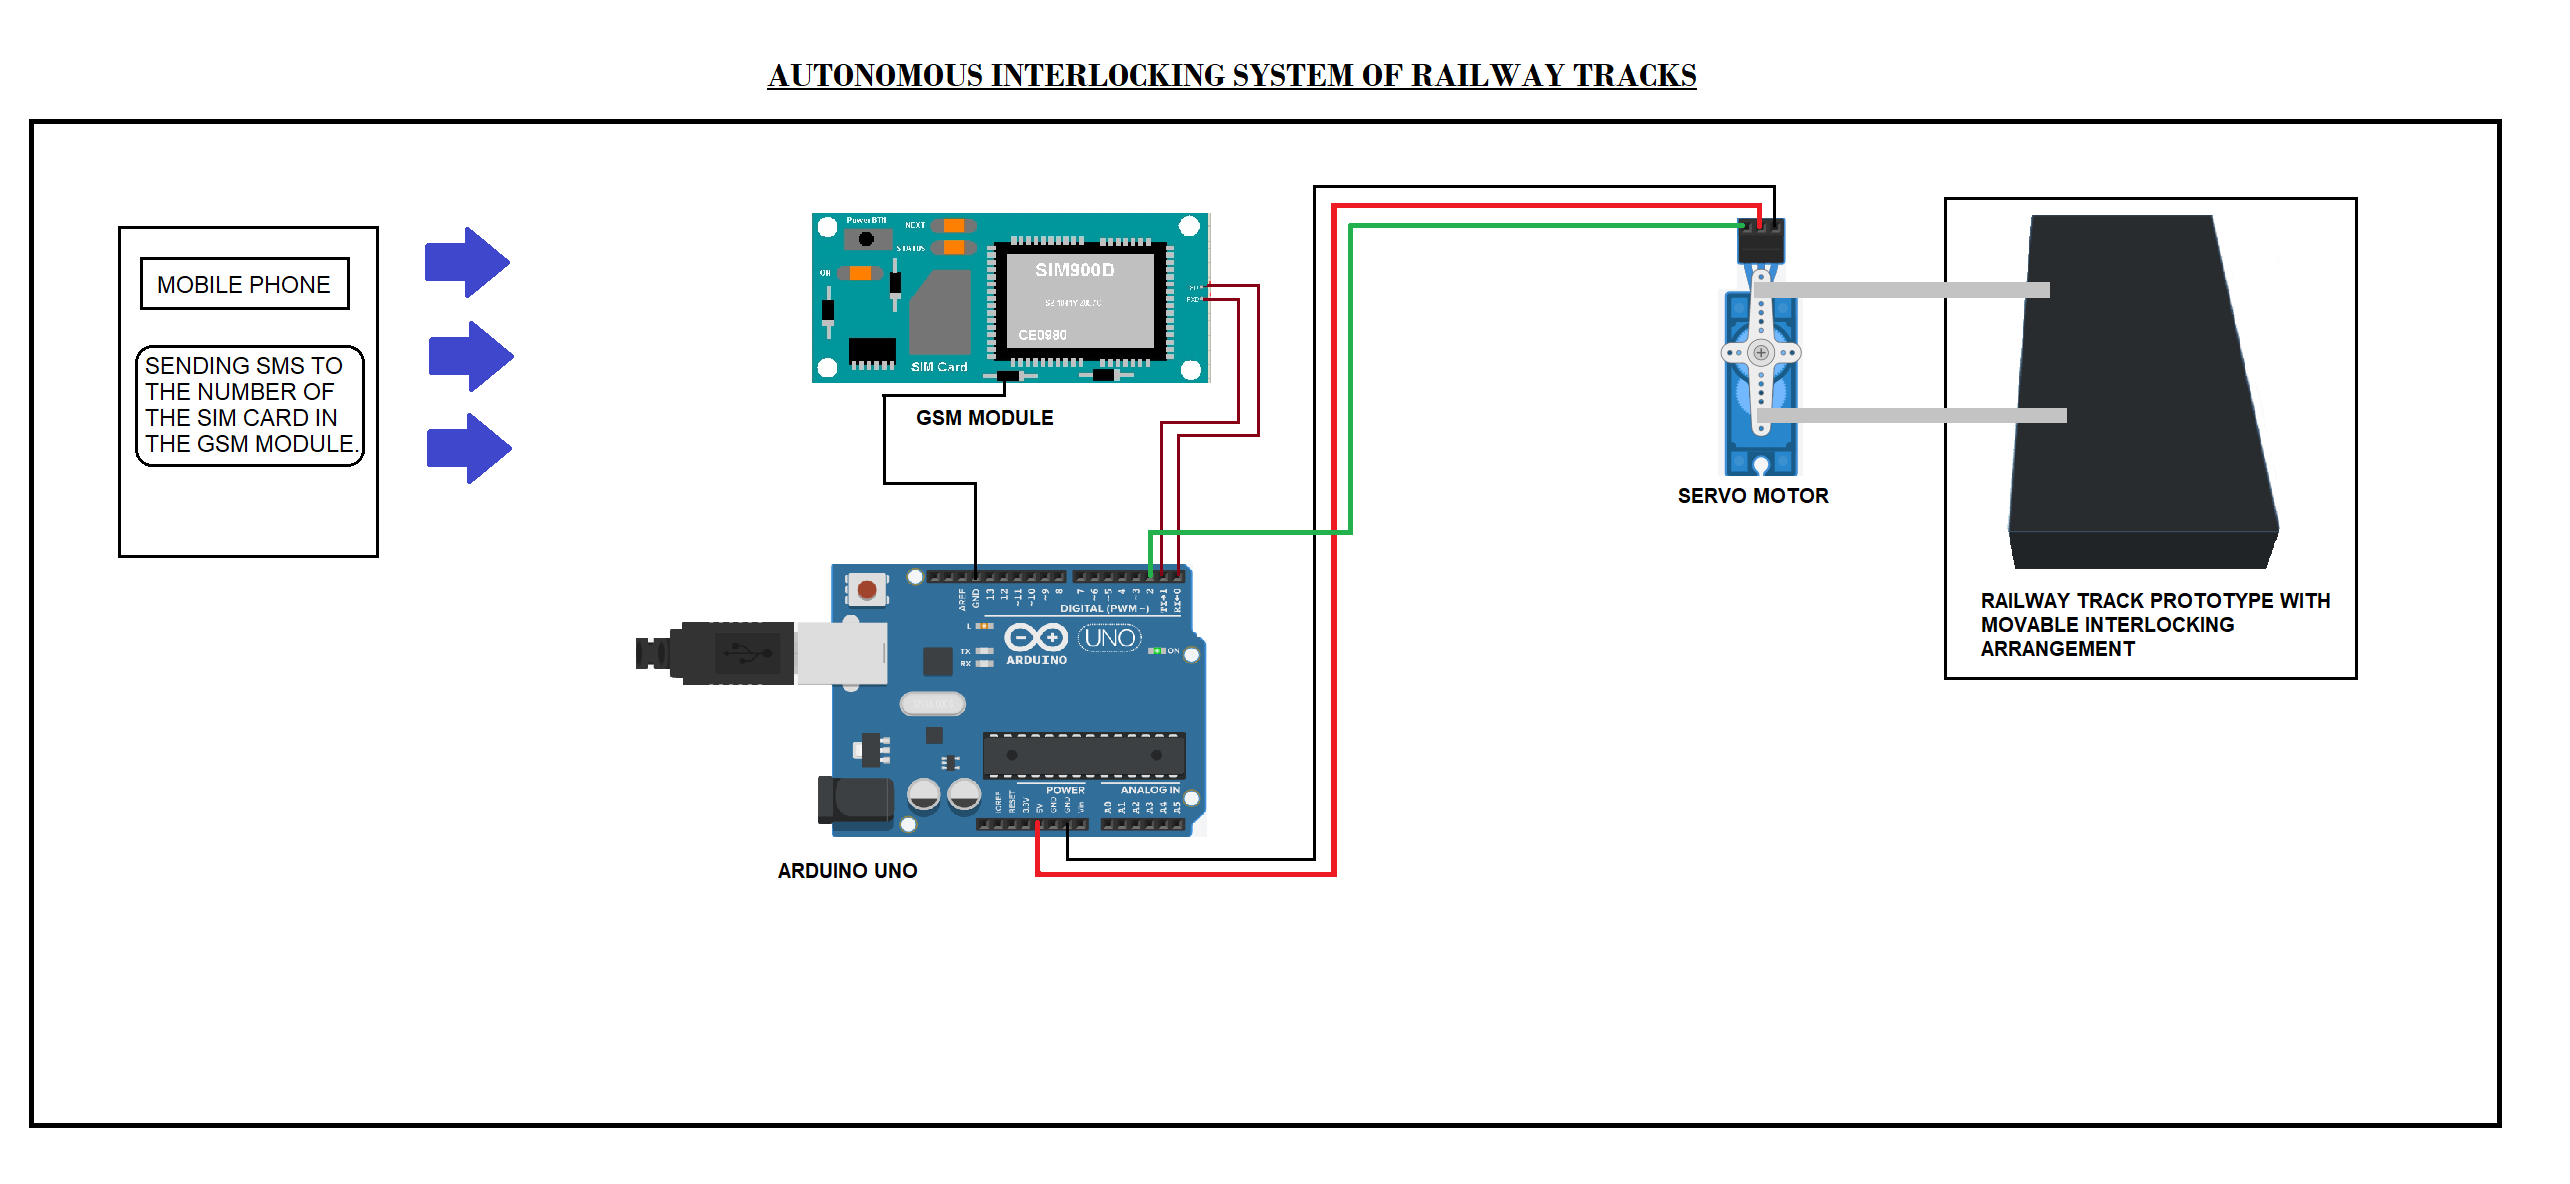 AUTONOMOUS INTERLOCKING SYSTEM OF RAILWAY TRACKS
MOBILE PHONE
SENDING SMS TO
THE NUMBER OF
THE SIM CARD IN
THE GSM MODULE.
PowerBTN
NEXT
STATUS
ON
SIM900D
CE0980
SIM Card
GSM MODULE
SERVO MOTOR
RAILWAY TRACK PROTOTYPE WITH
MOVABLE INTERLOCKING
ARRANGEMENT
AREF
GND
13
12
~11
~10
~9
8
7
~6
~5
4
~3
2
TX→1
RX←0
DIGITAL (PWM~)
L
TX
RX
ARDUINO
UNO
ON
POWER
ANALOG IN
IOREF
RESET
3.3V
5V
GND
GND
Vin
A0
A1
A2
A3
A4
A5
ARDUINO UNO